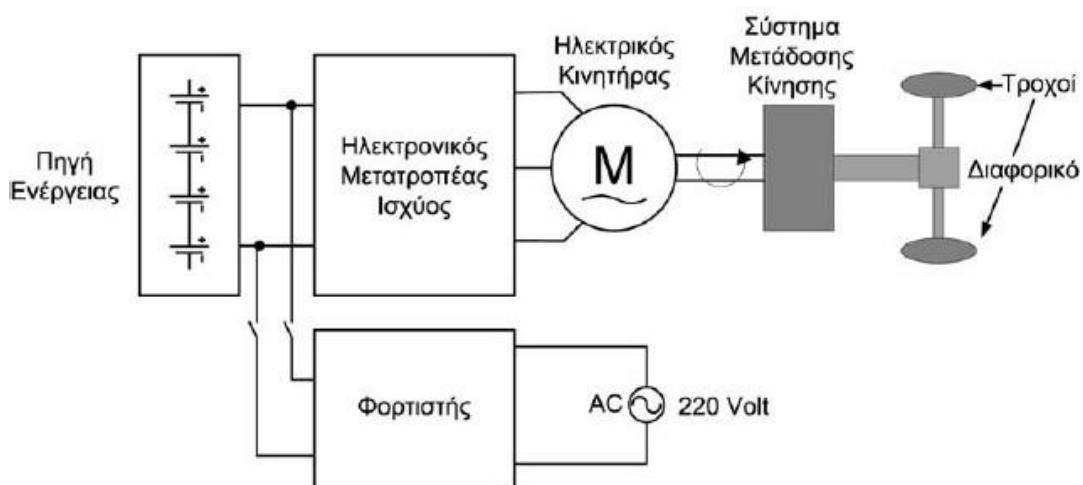 Πηγή
Ενέργειας
Ηλεκτρονικός
Μετατροπέας
Ισχύος
Ηλεκτρικός
Κινητήρας
M
Σύστημα
Μετάδοσης
Κίνησης
Τροχοί
Διαφορικό
Φορτιστής
AC 220 Volt